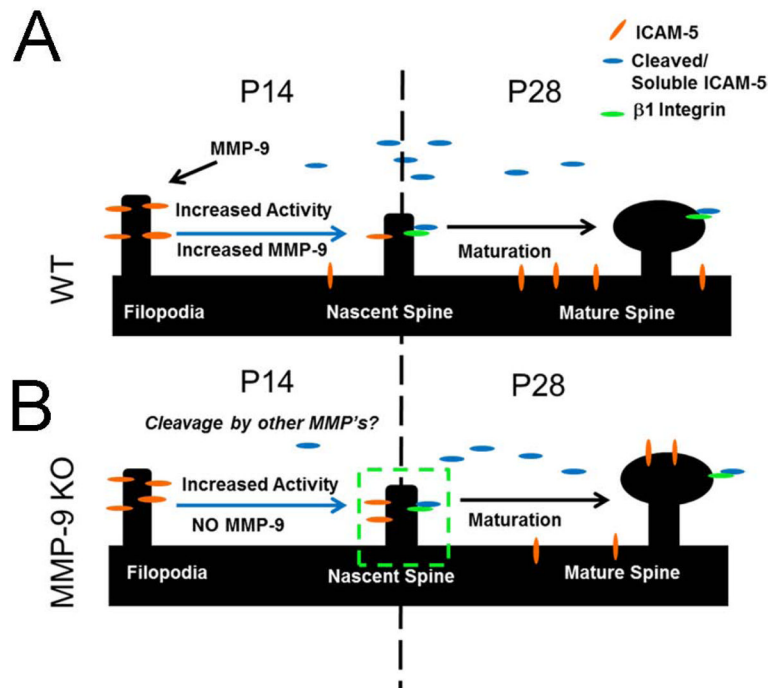 A
ICAM-5
Cleaved/
Soluble ICAM-5
β1 Integrin
P14
P28
MMP-9
Increased Activity
Increased MMP-9
Maturation
WT
Filopodia
Nascent Spine
Mature Spine
B
P14
P28
Cleavage by other MMP's?
Increased Activity
NO MMP-9
Maturation
MMP-9 KO
Filopodia
Nascent Spine
Mature Spine